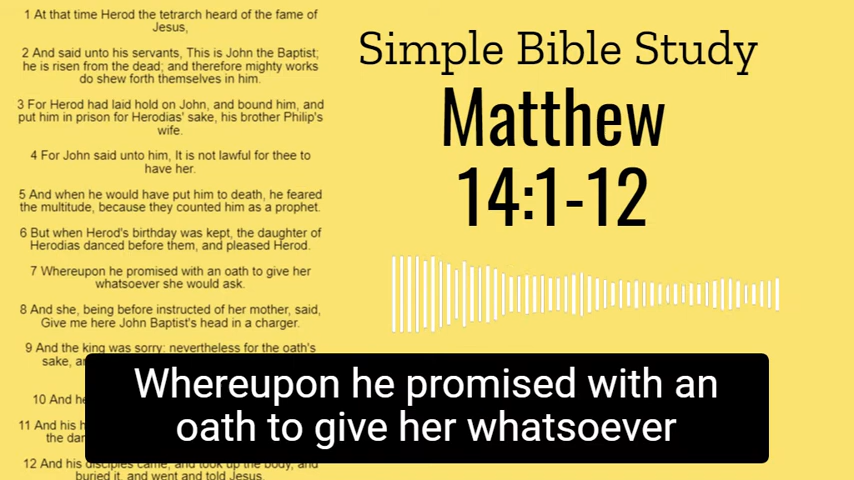 1 At that time Herod the tetrarch heard of the fame of
Jesus,
2 And said unto his servants, This is John the Baptist;
he is risen from the dead; and therefore mighty works
do shew forth themselves in him.
3 For Herod had laid hold on John, and bound him, and
put him in prison for Herodias' sake, his brother Philip's
wife.
4 For John said unto him, It is not lawful for thee to
have her.
5 And when he would have put him to death, he feared
the multitude, because they counted him as a prophet.
6 But when Herod's birthday was kept, the daughter of
Herodias danced before them, and pleased Herod.
7 Whereupon he promised with an oath to give her
whatsoever she would ask.
8 And she, being before instructed of her mother, said,
Give me here John Baptist's head in a charger.
9 And the king was sorry: nevertheless for the oath's
sake,
10 And
11 And his
the
12 And his disciples came, and took up the body, and
buried it, and went and told Jesus.
Simple Bible Study
Matthew
14:1-12
Whereupon he promised with an
oath to give her whatsoever